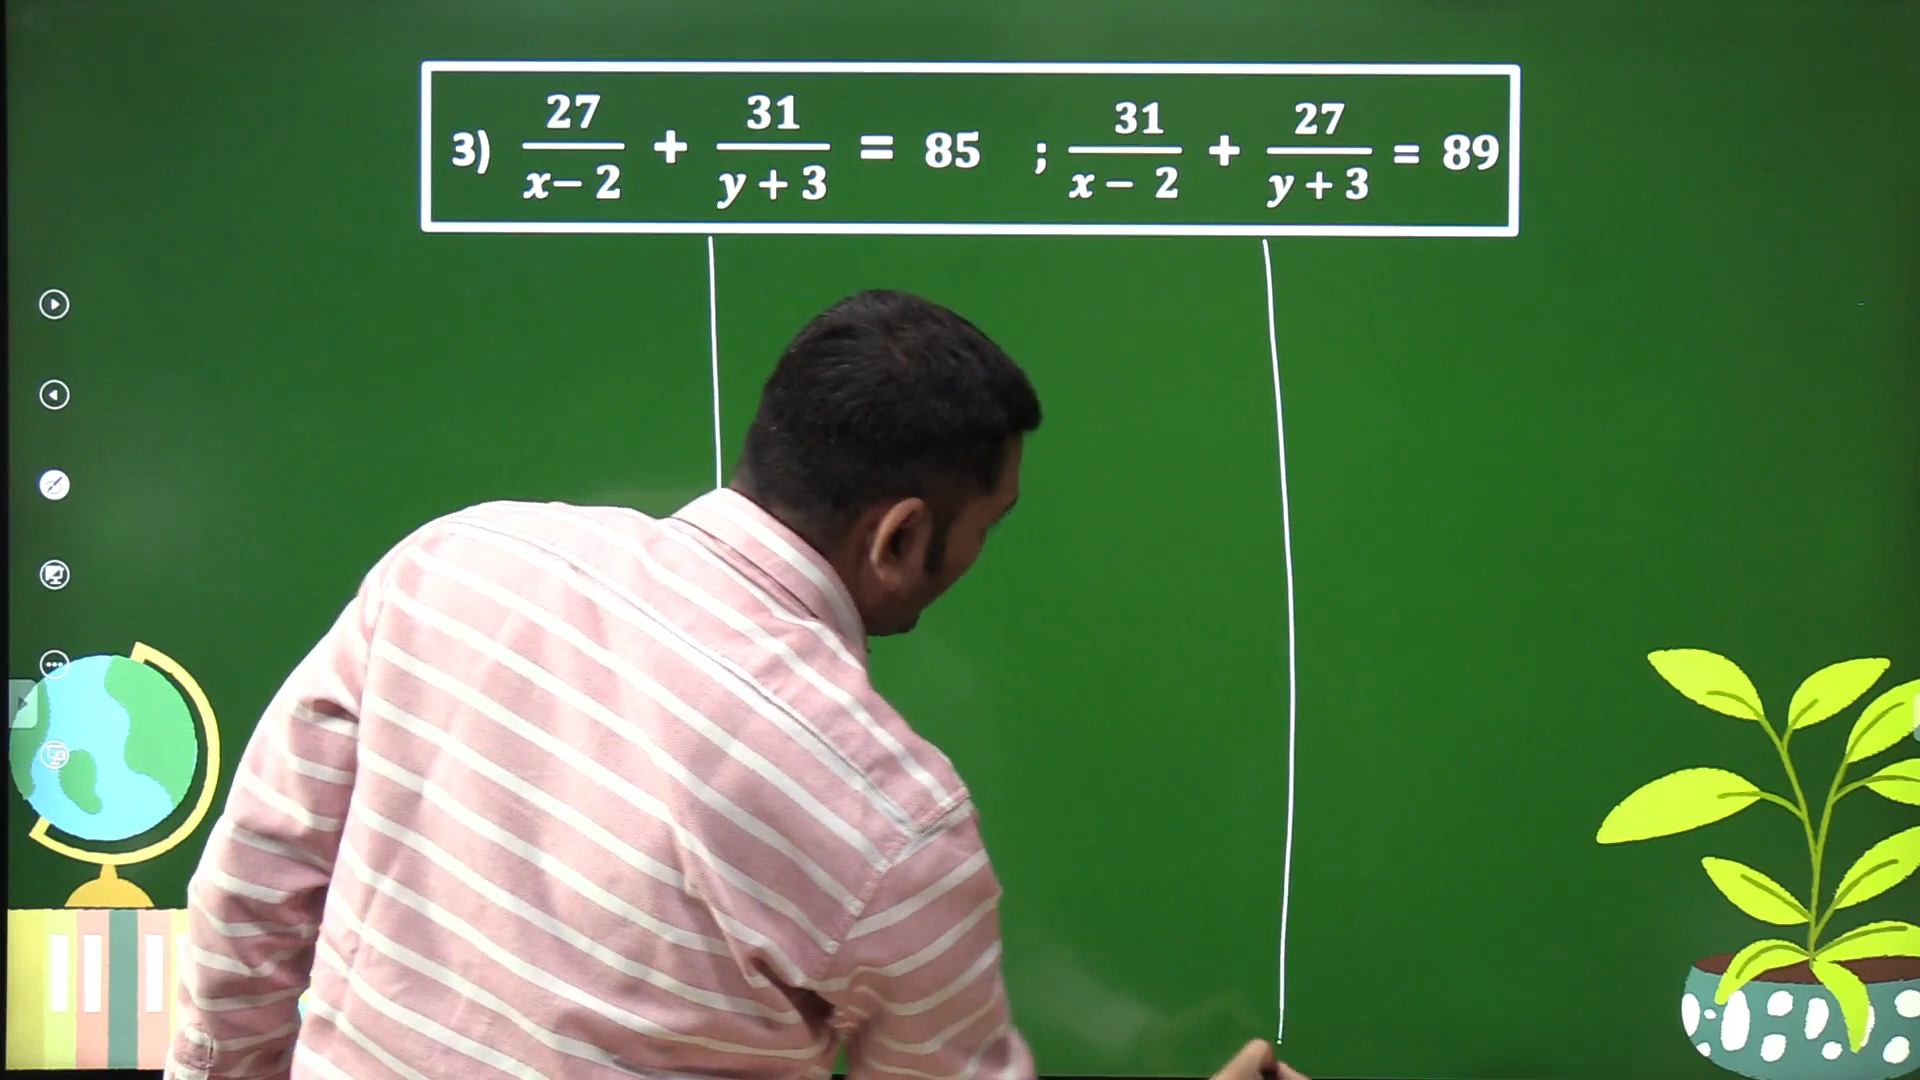 3) 27/(x– 2) + 31/(y + 3) = 85 ; 31/(x – 2) + 27/(y + 3) = 89